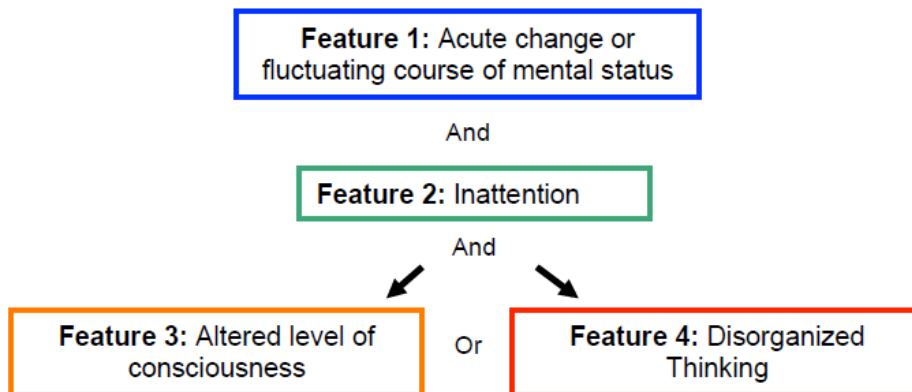 Feature 1: Acute change or
fluctuating course of mental status
And
Feature 2: Inattention
And
Feature 3: Altered level of
consciousness
Or
Feature 4: Disorganized
Thinking